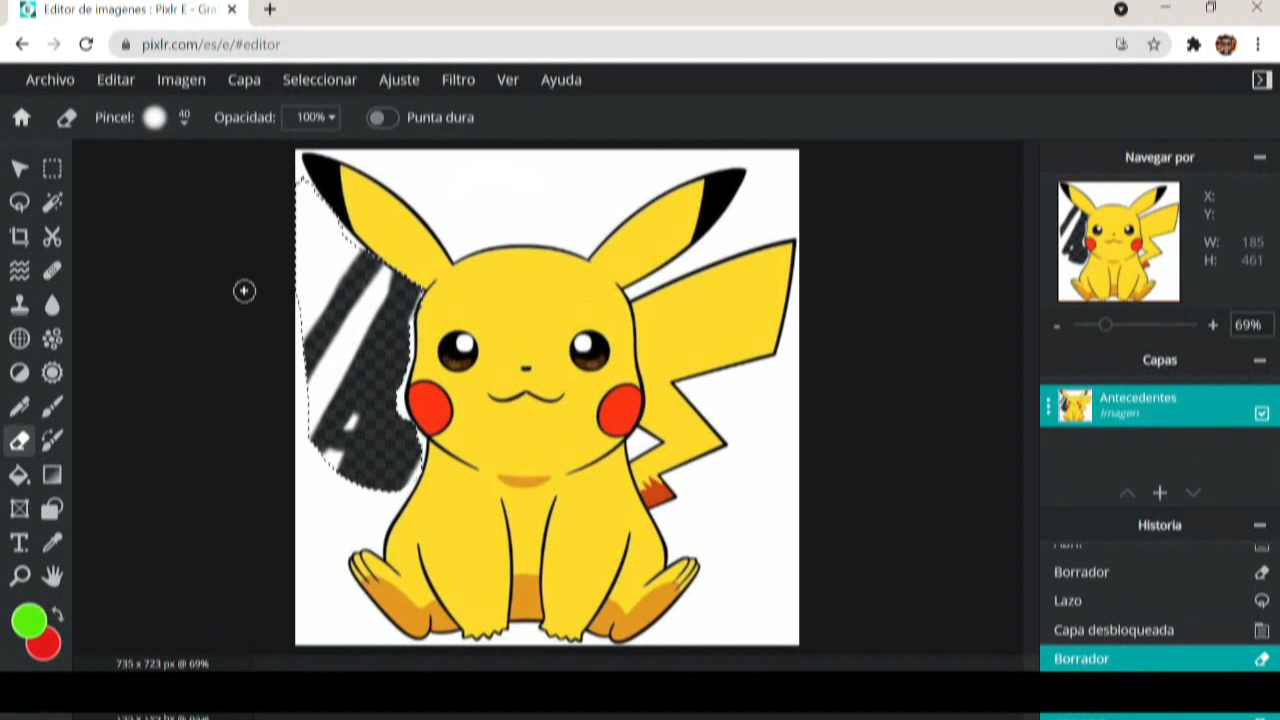 Editor de imagenes : Pixlr E - Gra
pixlr.com/es/e/#editor
Archivo Editar Imagen Capa Seleccionar Ajuste Filtro Ver Ayuda
Pincel: 40 Opacidad: 100% Punta dura
Navegar por
X:
Y:
W: 185
H: 461
69%
Capas
Antecedentes
Imagen
Historia
Borrador
Lazo
Capa desbloqueada
Borrador
735 x 723 px @ 69%